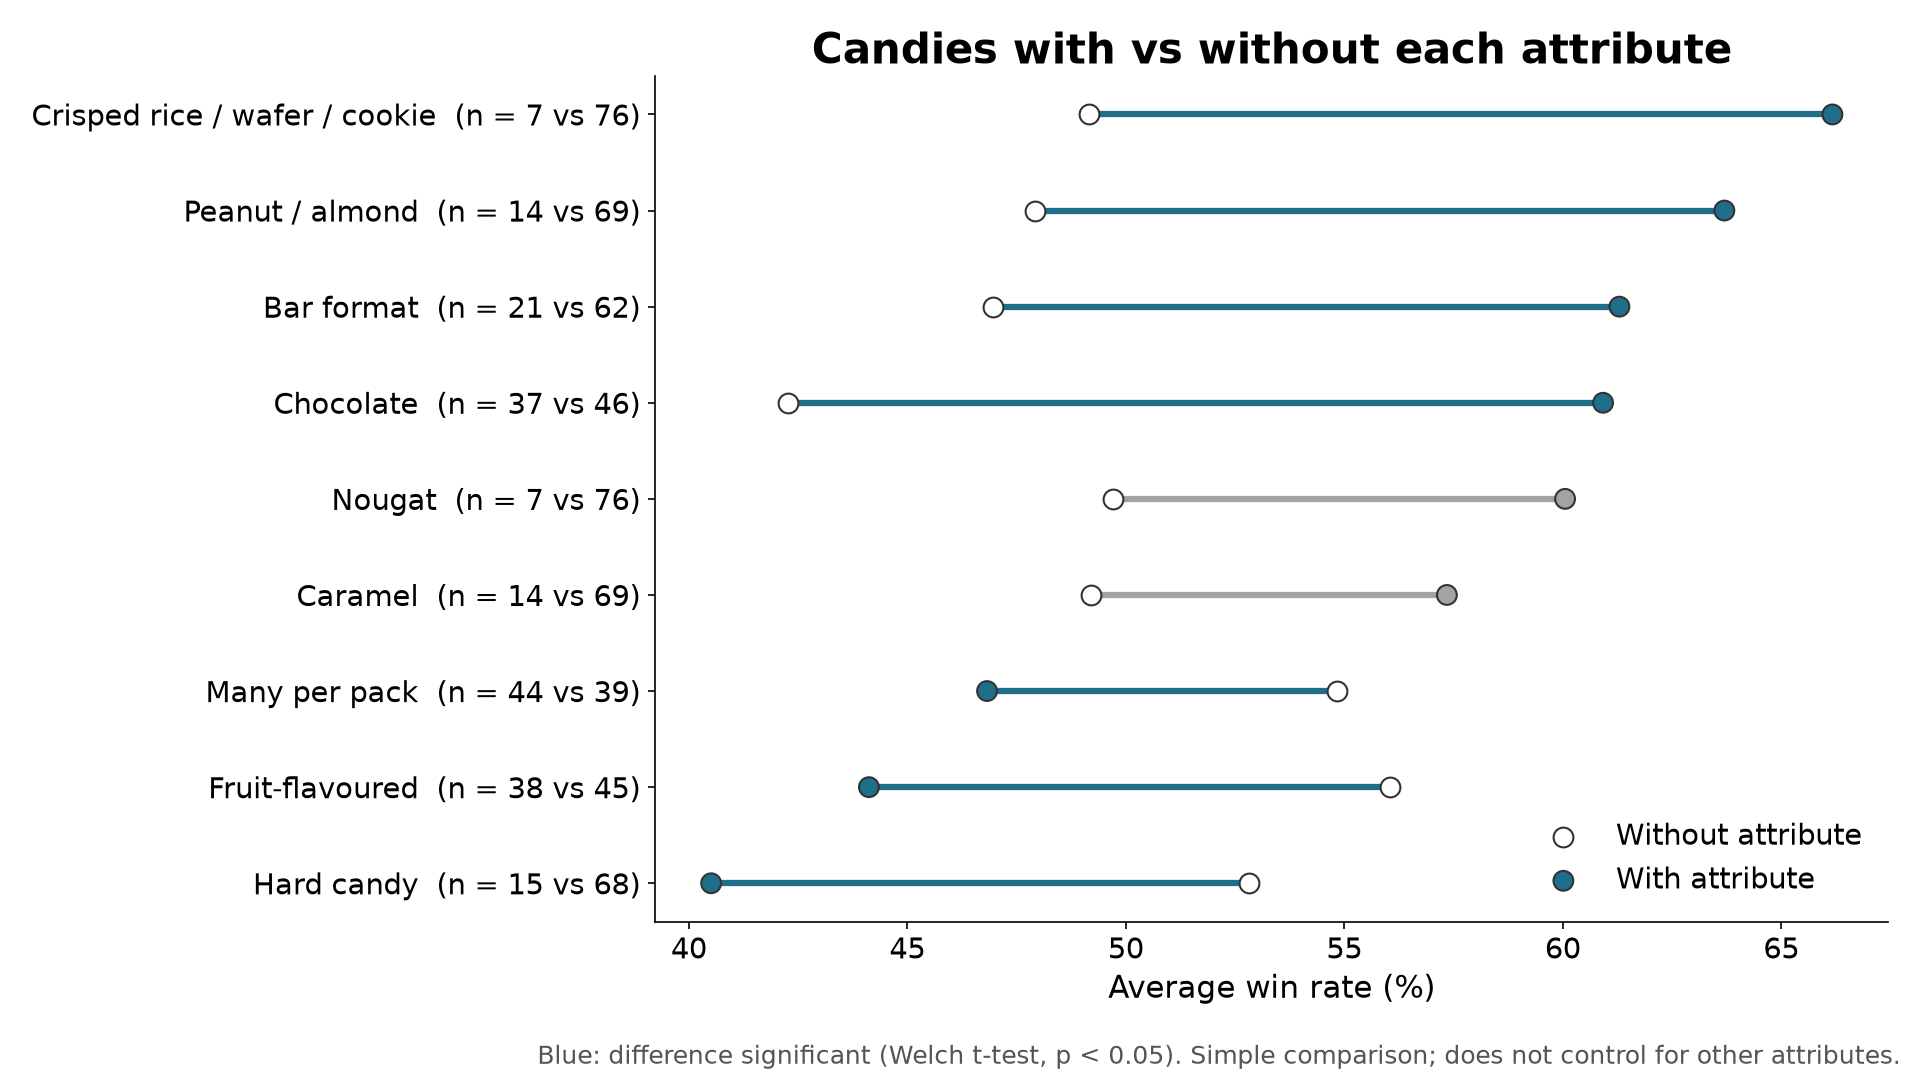 Candies with vs without each attribute
Crisped rice / wafer / cookie (n = 7 vs 76)
Peanut / almond (n = 14 vs 69)
Bar format (n = 21 vs 62)
Chocolate (n = 37 vs 46)
Nougat (n = 7 vs 76)
Caramel (n = 14 vs 69)
Many per pack (n = 44 vs 39)
Fruit-flavoured (n = 38 vs 45)
Hard candy (n = 15 vs 68)
Without attribute
With attribute
40 45 50 55 60 65
Average win rate (%)
Blue: difference significant (Welch t-test, p < 0.05). Simple comparison; does not control for other attributes.